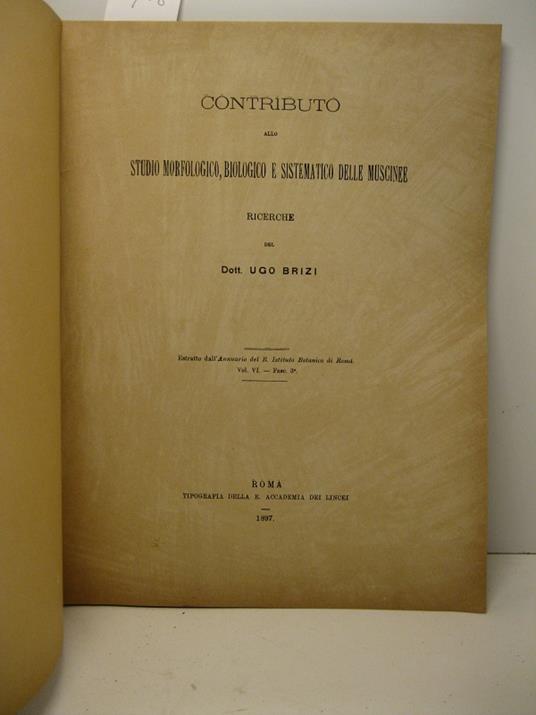 CONTRIBUTO
ALLO
STUDIO MORFOLOGICO, BIOLOGICO E SISTEMATICO DELLE MUSCINEE
RICERCHE
DEL
Dott. UGO BRIZI
Estratto dall'Annuario del R. Istituto Botanico di Roma.
Vol. VI. — Fasc. 3º.
ROMA
TIPOGRAFIA DELLA R. ACCADEMIA DEI LINCEI
1897.